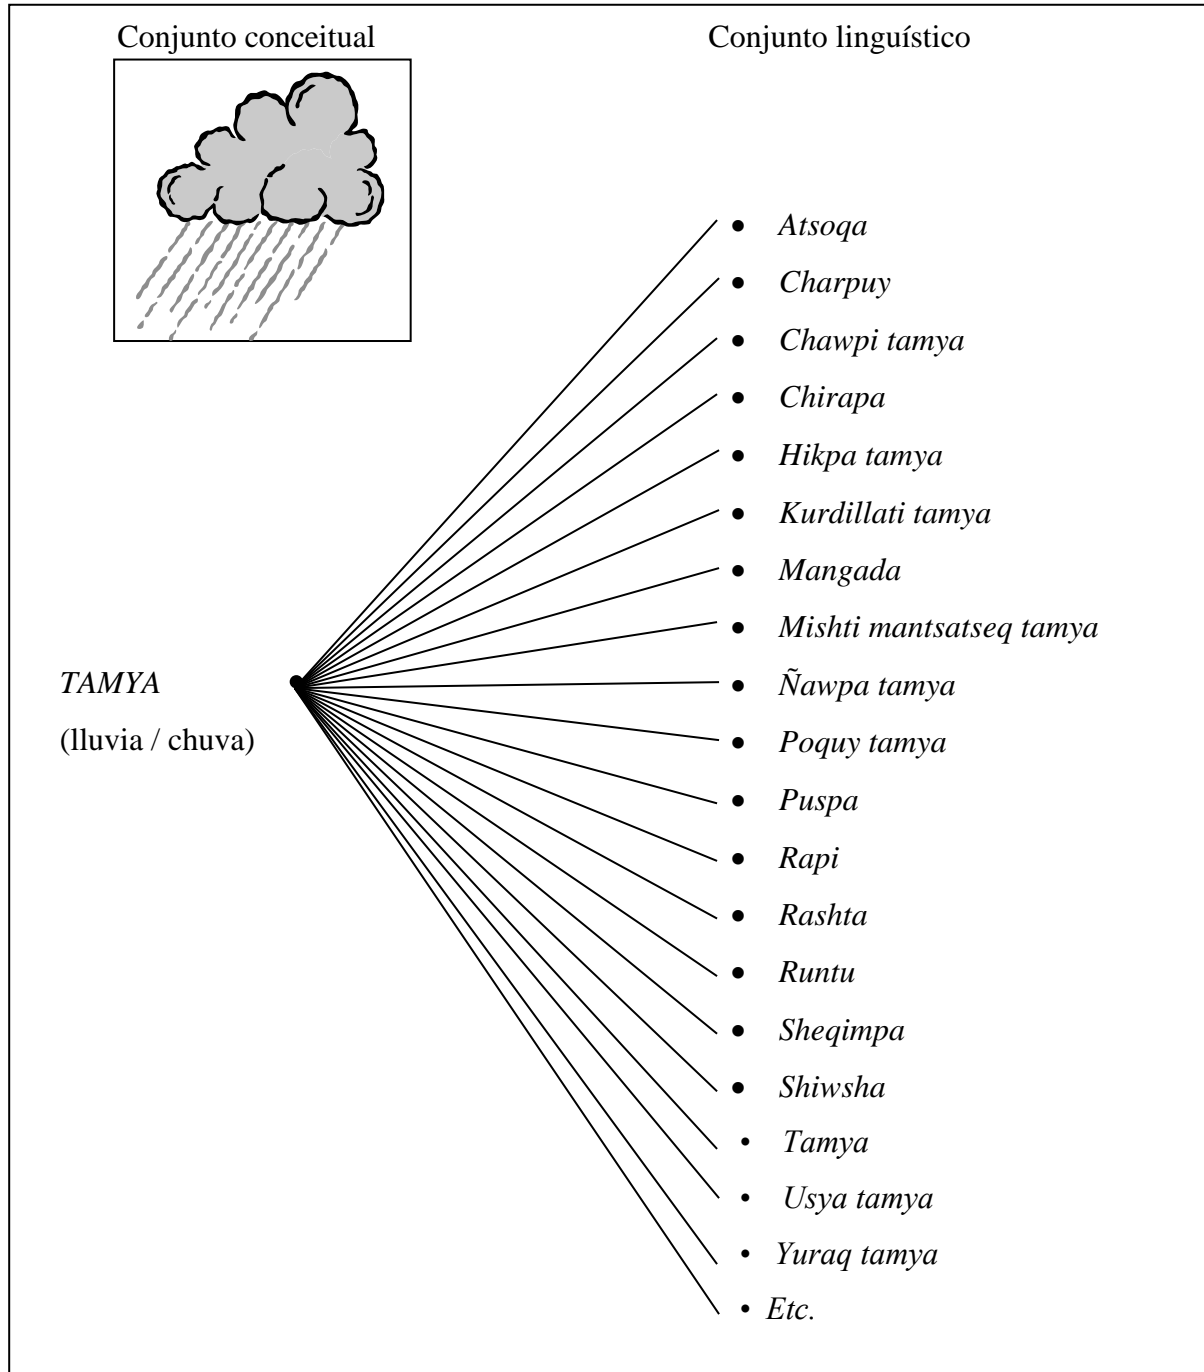 Conjunto conceitual Conjunto linguístico
Atsoqa
Charpuy
Chawpi tamya
Chirapa
Hikpa tamya
Kurdillati tamya
Mangada
Mishti mantsatseq tamya
TAMYA
Ñawpa tamya
(lluvia / chuva)
Poquy tamya
Puspa
Rapi
Rashta
Runtu
Sheqimpa
Shiwsha
Tamya
Usya tamya
Yuraq tamya
Etc.